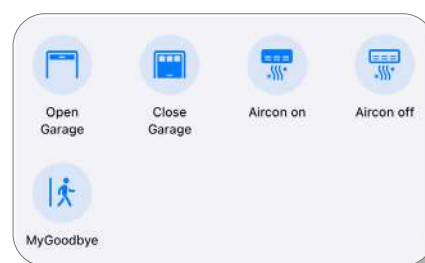 Open
Garage
Close
Garage
Aircon on
Aircon off
MyGoodbye